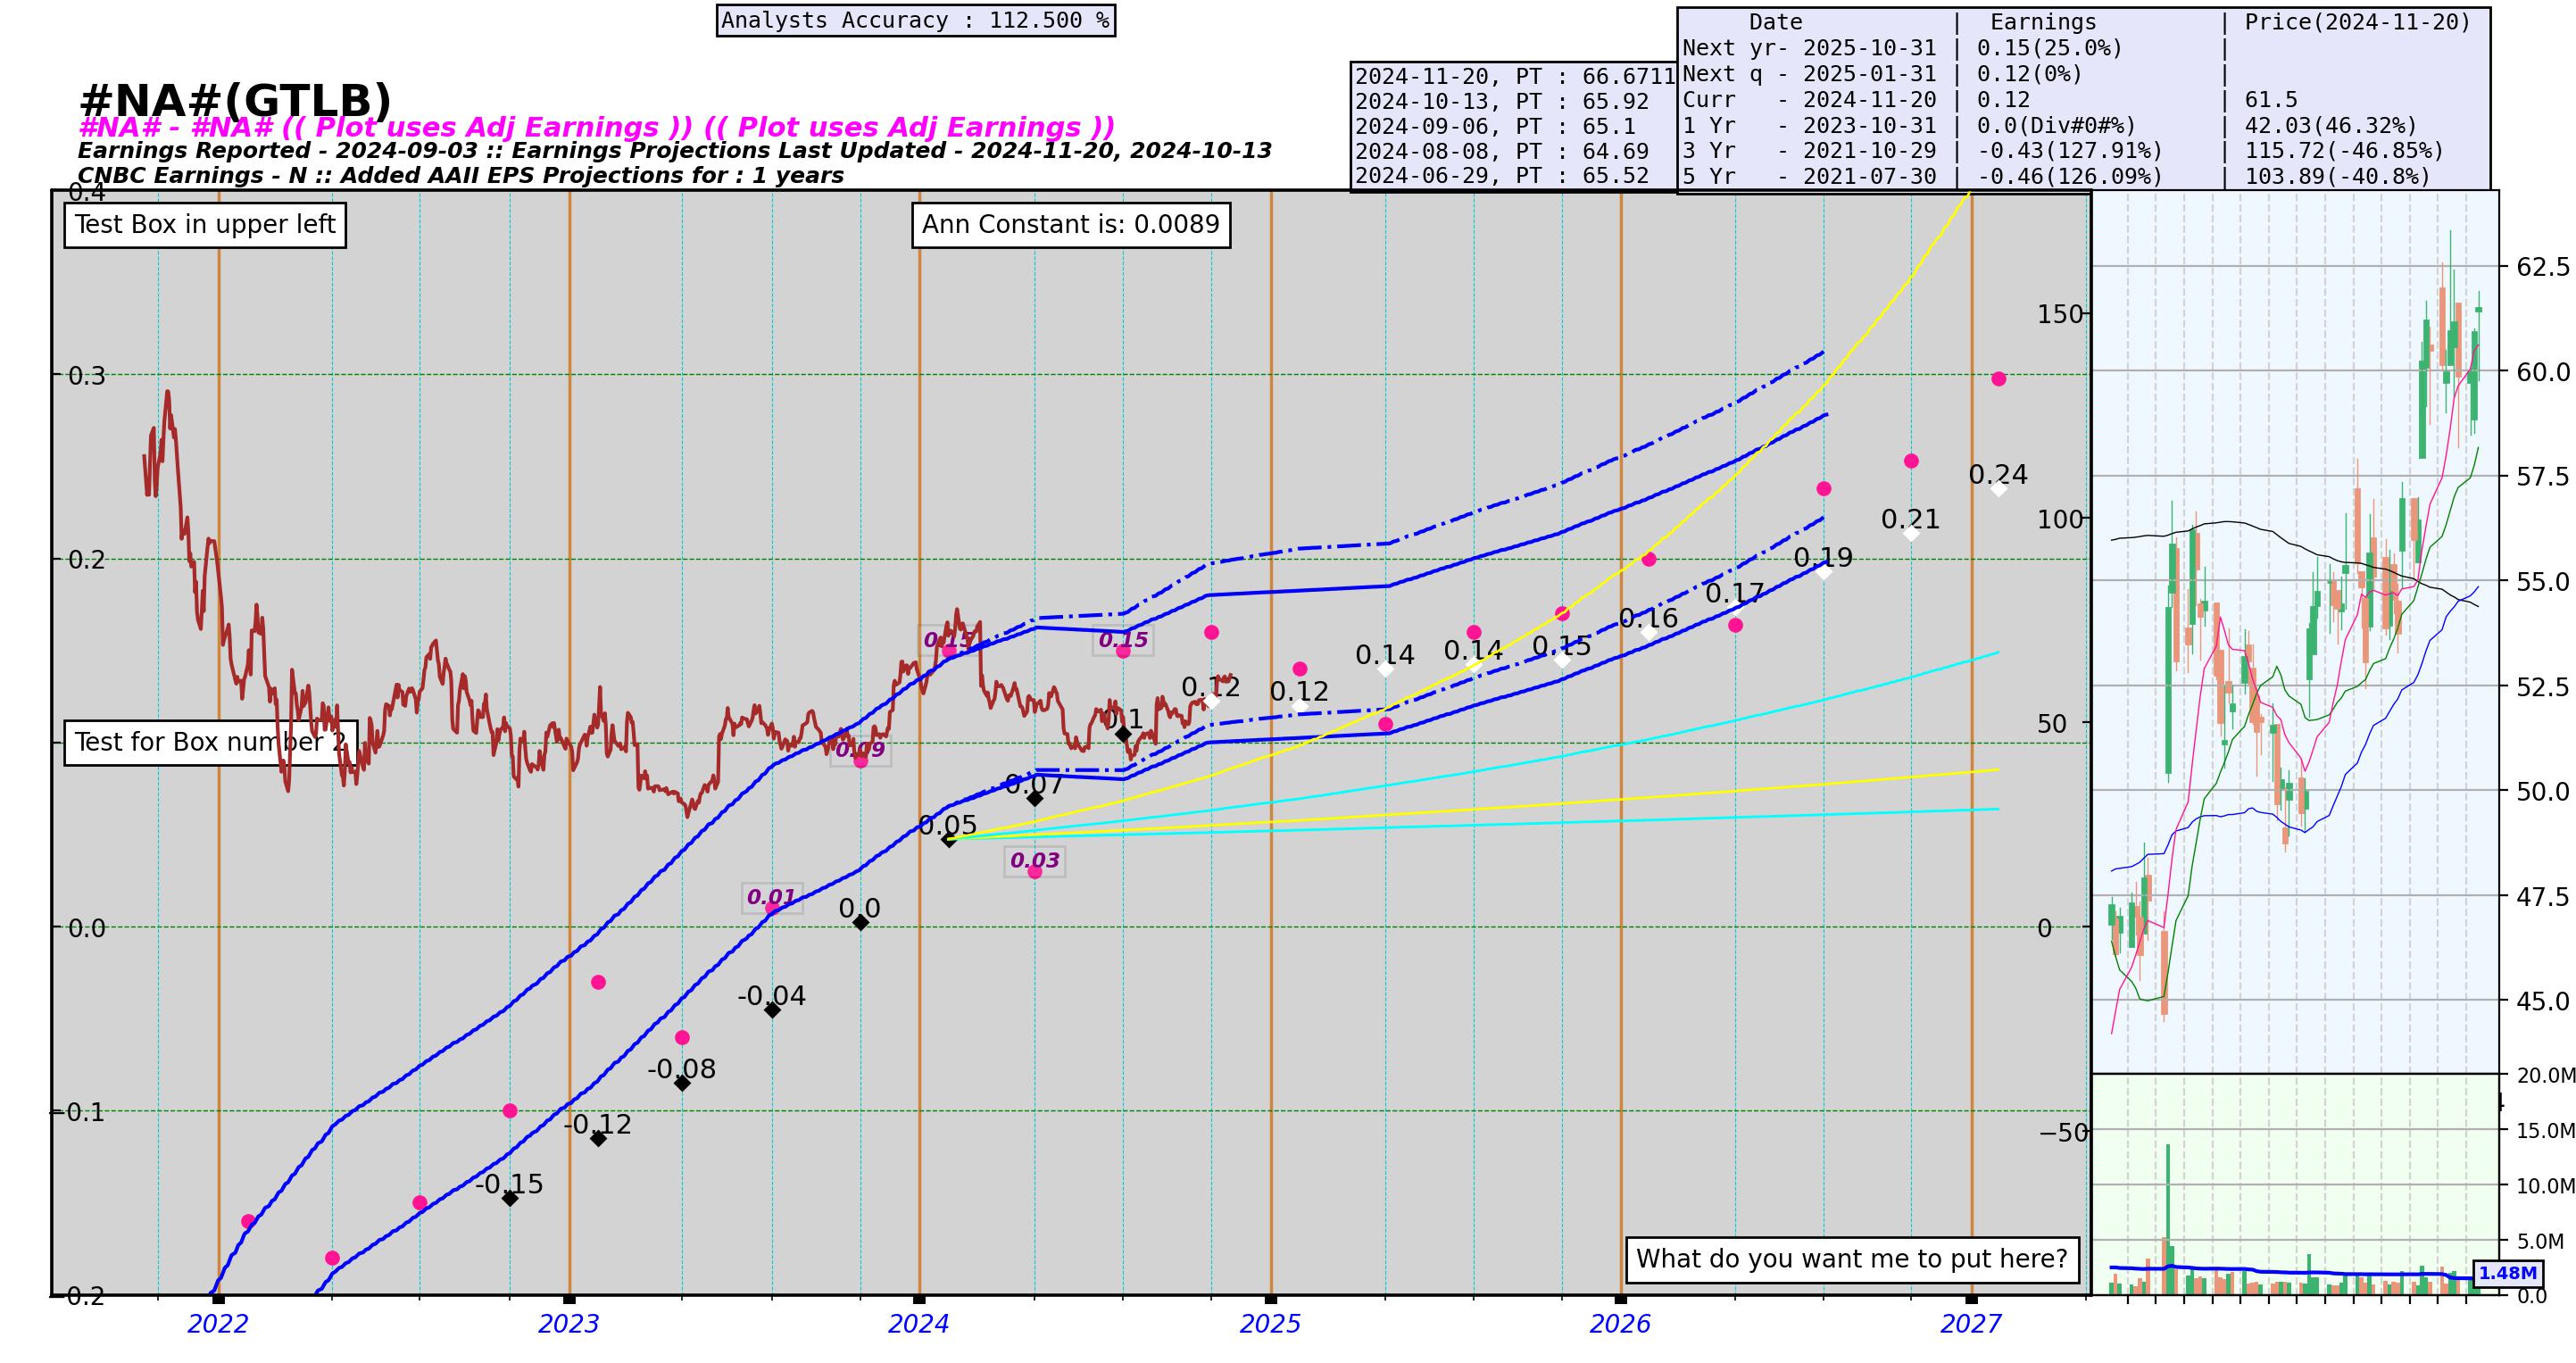 Analysts Accuracy : 112.500 %
Date | Earnings | Price(2024-11-20)
Next yr- 2025-10-31 | 0.15(25.0%) |
Next q - 2025-01-31 | 0.12(0%) |
Curr - 2024-11-20 | 0.12 | 61.5
1 Yr - 2023-10-31 | 0.0(Div#0#%) | 42.03(46.32%)
3 Yr - 2021-10-29 | -0.43(127.91%) | 115.72(-46.85%)
5 Yr - 2021-07-30 | -0.46(126.09%) | 103.89(-40.8%)
2024-11-20, PT : 66.6711
2024-10-13, PT : 65.92
2024-09-06, PT : 65.1
2024-08-08, PT : 64.69
2024-06-29, PT : 65.52
#NA#(GTLB)
#NA# - #NA# (( Plot uses Adj Earnings )) (( Plot uses Adj Earnings ))
Earnings Reported - 2024-09-03 :: Earnings Projections Last Updated - 2024-11-20, 2024-10-13
CNBC Earnings - N :: Added AAII EPS Projections for : 1 years
Test Box in upper left
Ann Constant is: 0.0089
Test for Box number 2
What do you want me to put here?
0.4
0.3
0.2
0.0
−0.1
−0.2
-0.15
-0.12
-0.08
-0.04
0.0
0.05
0.07
0.1
0.12
0.12
0.14
0.14
0.15
0.16
0.17
0.19
0.21
0.24
0.01
0.09
0.15
0.03
0.15
150
100
50
0
−50
62.5
60.0
57.5
55.0
52.5
50.0
47.5
45.0
20.0M
15.0M
10.0M
5.0M
1.48M
0.0
2022
2023
2024
2025
2026
2027